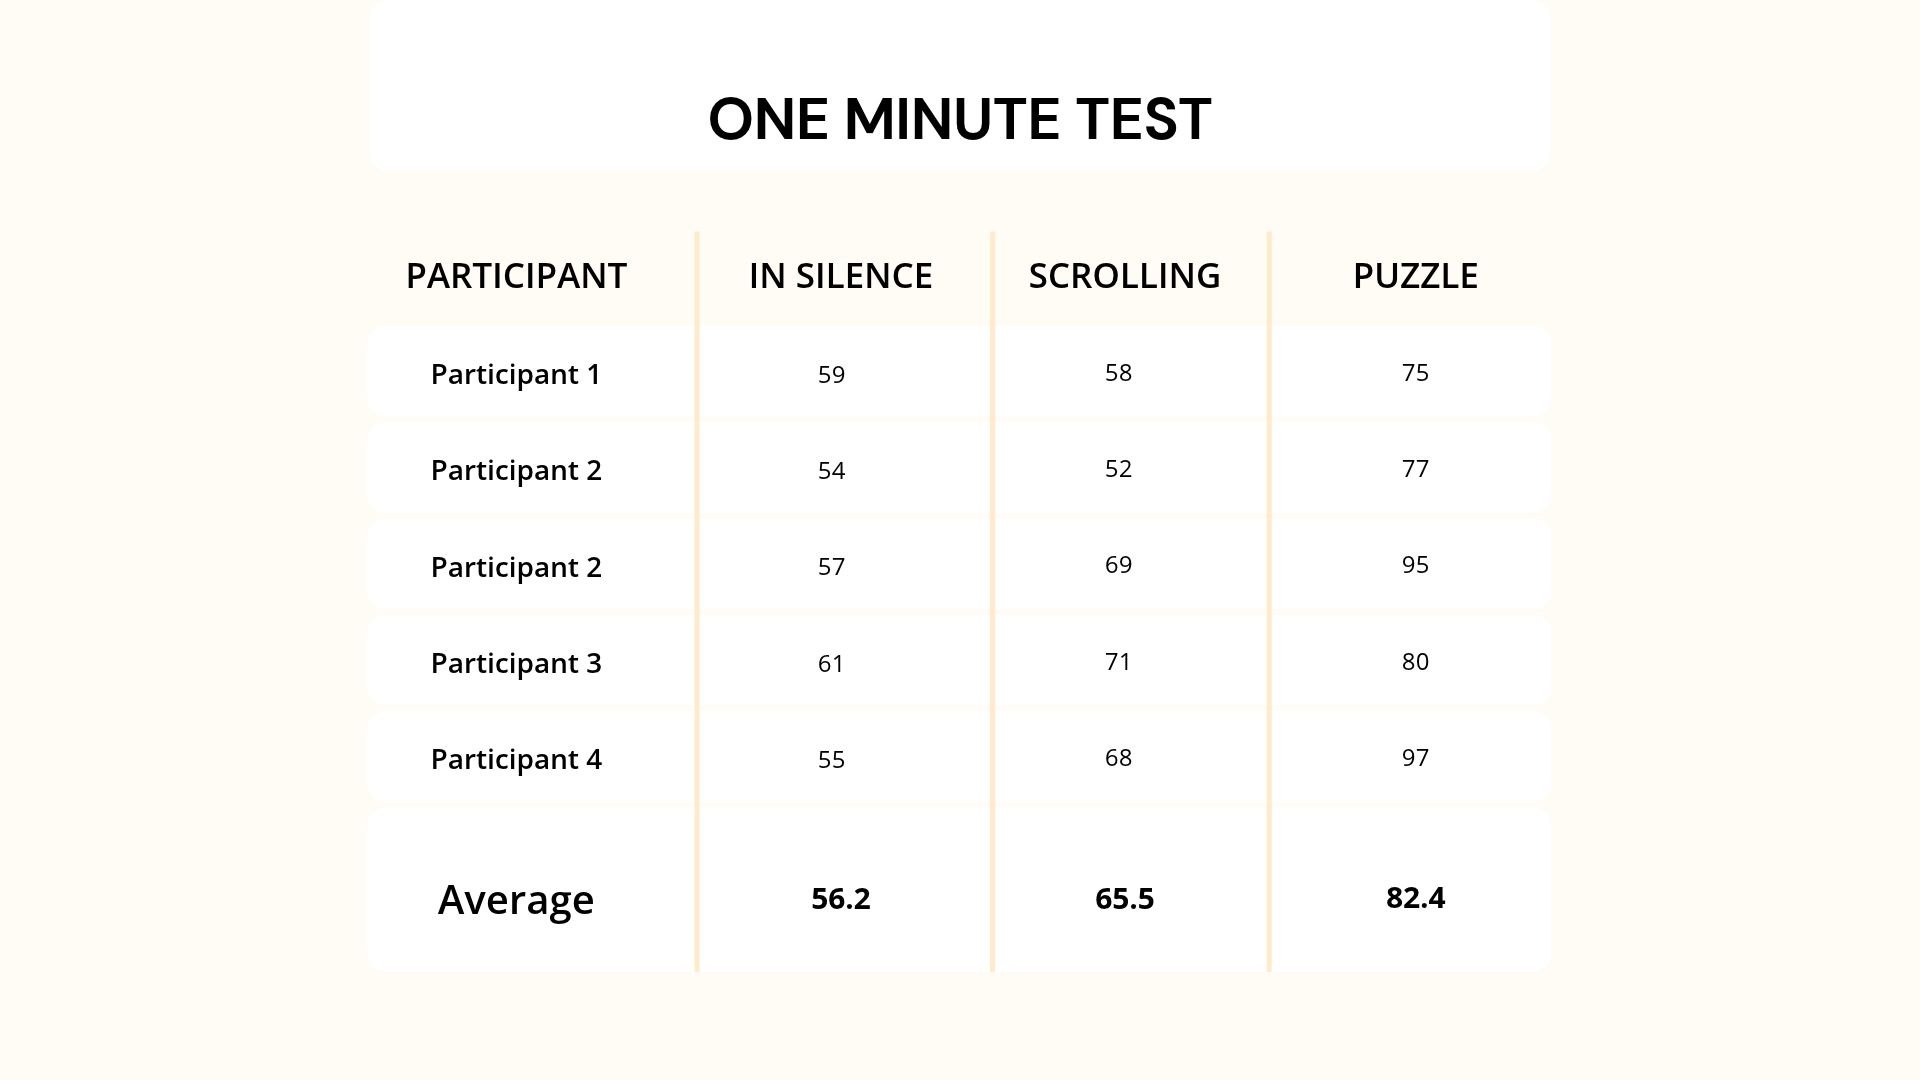 ONE MINUTE TEST
PARTICIPANT IN SILENCE SCROLLING PUZZLE
Participant 1 59 58 75
Participant 2 54 52 77
Participant 2 57 69 95
Participant 3 61 71 80
Participant 4 55 68 97
Average 56.2 65.5 82.4